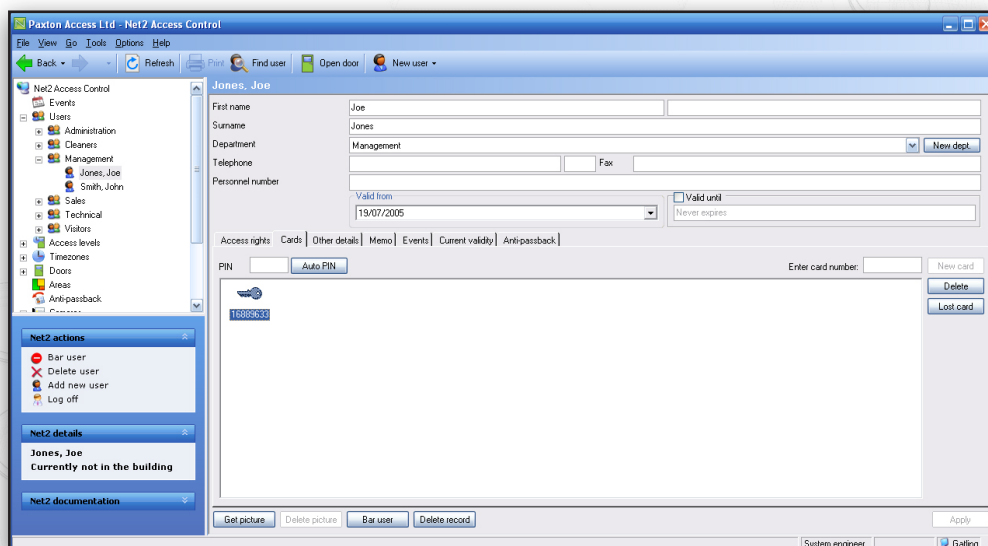 Paxton Access Ltd - Net2 Access Control
File View Go Tools Options Help
Back Refresh Print Find user Open door New user
Net2 Access Control
Events
Users
Administration
Cleaners
Management
Jones, Joe
Smith, John
Sales
Technical
Visitors
Access levels
Timezones
Doors
Areas
Anti-passback
Net2 actions
Bar user
Delete user
Add new user
Log off
Net2 details
Jones, Joe
Currently not in the building
Net2 documentation
Jones, Joe
First name Joe
Surname Jones
Department Management New dept.
Telephone Fax
Personnel number
Valid from Valid until
19/07/2005 Never expires
Access rights Cards Other details Memo Events Current validity Anti-passback
PIN Auto PIN Enter card number: New card
Delete
Lost card
16889633
Get picture Delete picture Bar user Delete record Apply
System engineer Gatling